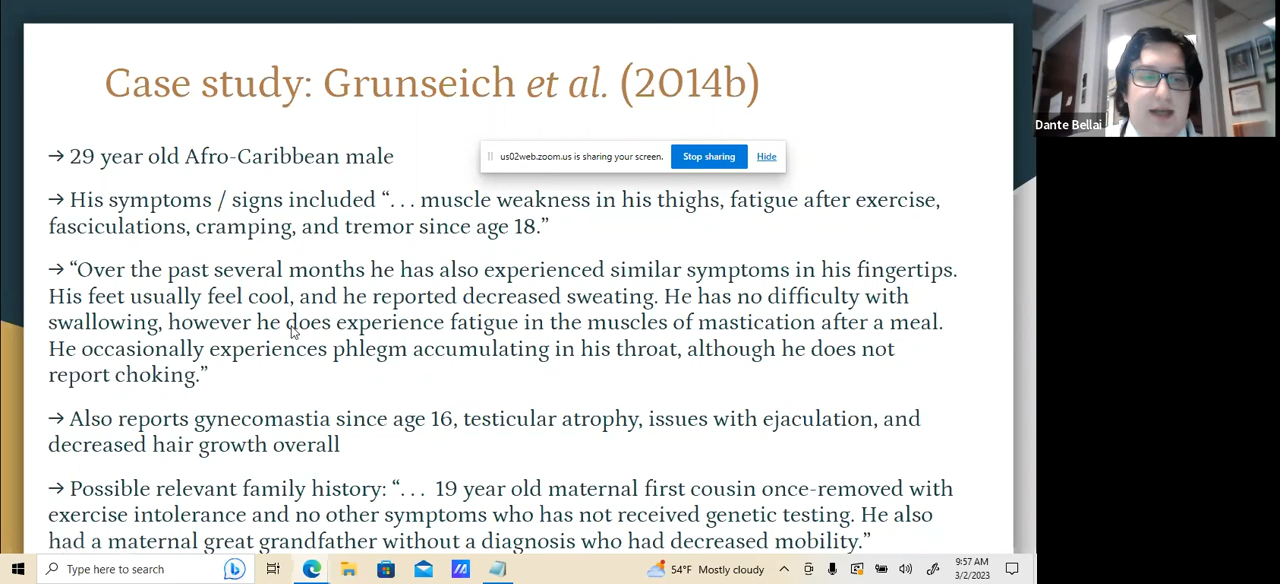 Case study: Grunseich et al. (2014b)
Dante Bellai
us02web.zoom.us is sharing your screen. Stop sharing Hide
→ 29 year old Afro-Caribbean male
→ His symptoms / signs included “. . . muscle weakness in his thighs, fatigue after exercise,
fasciculations, cramping, and tremor since age 18.”
→ “Over the past several months he has also experienced similar symptoms in his fingertips.
His feet usually feel cool, and he reported decreased sweating. He has no difficulty with
swallowing, however he does experience fatigue in the muscles of mastication after a meal.
He occasionally experiences phlegm accumulating in his throat, although he does not
report choking.”
→ Also reports gynecomastia since age 16, testicular atrophy, issues with ejaculation, and
decreased hair growth overall
→ Possible relevant family history: “. . . 19 year old maternal first cousin once-removed with
exercise intolerance and no other symptoms who has not received genetic testing. He also
had a maternal great grandfather without a diagnosis who had decreased mobility.”
Type here to search
54°F Mostly cloudy
9:57 AM
3/2/2023